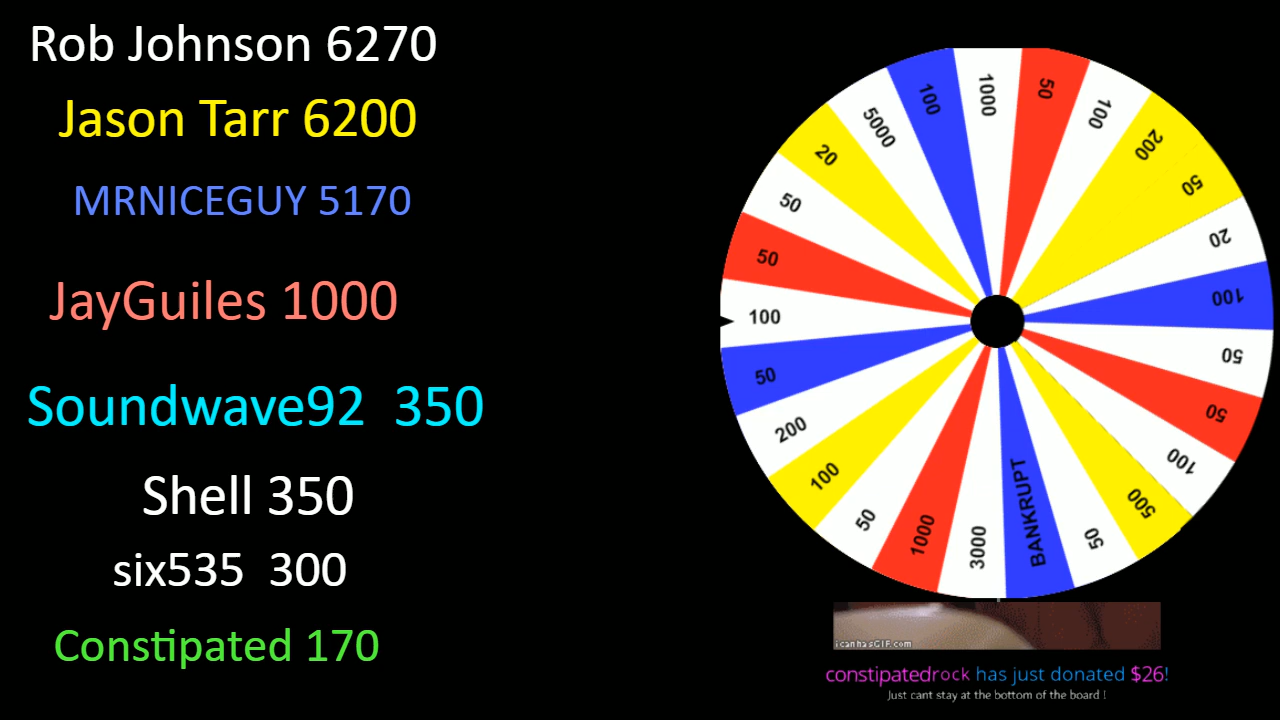 Rob Johnson 6270
Jason Tarr 6200
MRNICEGUY 5170
JayGuiles 1000
Soundwave92 350
Shell 350
six535 300
Constipated 170
1000
50
100
200
50
20
100
50
50
100
500
50
BANKRUPT
3000
1000
50
100
200
50
100
50
50
20
5000
100
icanhasGIF.com
constipatedrock has just donated $26!
Just cant stay at the bottom of the board !